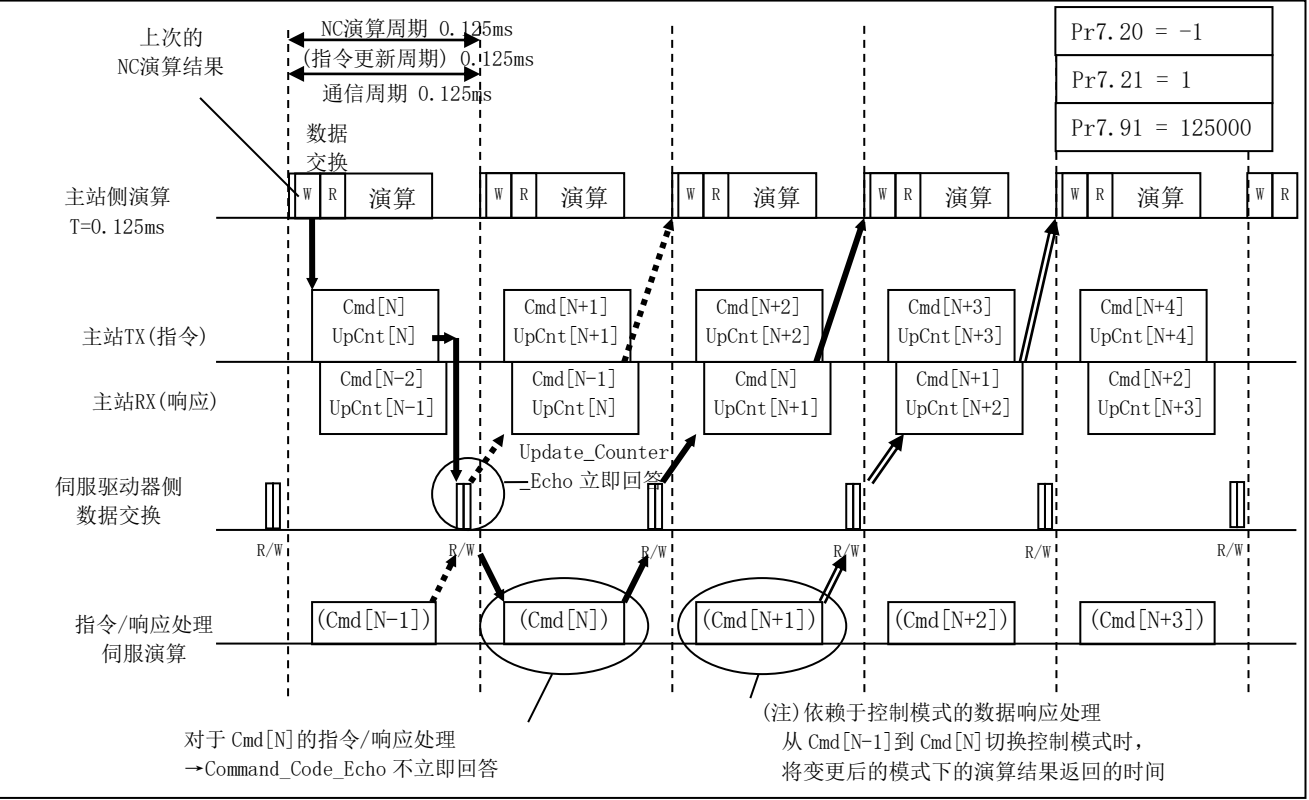 上次的
NC演算结果
NC演算周期 0.125ms
(指令更新周期) 0.125ms
通信周期 0.125ms
数据
交换
Pr7.20 = -1
Pr7.21 = 1
Pr7.91 = 125000
主站侧演算
T=0.125ms
W R 演算 W R 演算 W R 演算 W R 演算 W R 演算 W R
主站TX(指令)
Cmd[N] Cmd[N+1] Cmd[N+2] Cmd[N+3] Cmd[N+4]
UpCnt[N] UpCnt[N+1] UpCnt[N+2] UpCnt[N+3] UpCnt[N+4]
主站RX(响应)
Cmd[N-2] Cmd[N-1] Cmd[N] Cmd[N+1] Cmd[N+2]
UpCnt[N-1] UpCnt[N] UpCnt[N+1] UpCnt[N+2] UpCnt[N+3]
Update_Counter
_Echo 立即回答
伺服驱动器侧
数据交换
R/W R/W R/W R/W R/W R/W
指令/响应处理
伺服演算
(Cmd[N-1]) (Cmd[N]) (Cmd[N+1]) (Cmd[N+2]) (Cmd[N+3])
对于 Cmd[N]的指令/响应处理
→Command_Code_Echo 不立即回答
(注)依赖于控制模式的数据响应处理
从 Cmd[N-1]到 Cmd[N]切换控制模式时，
将变更后的模式下的演算结果返回的时间